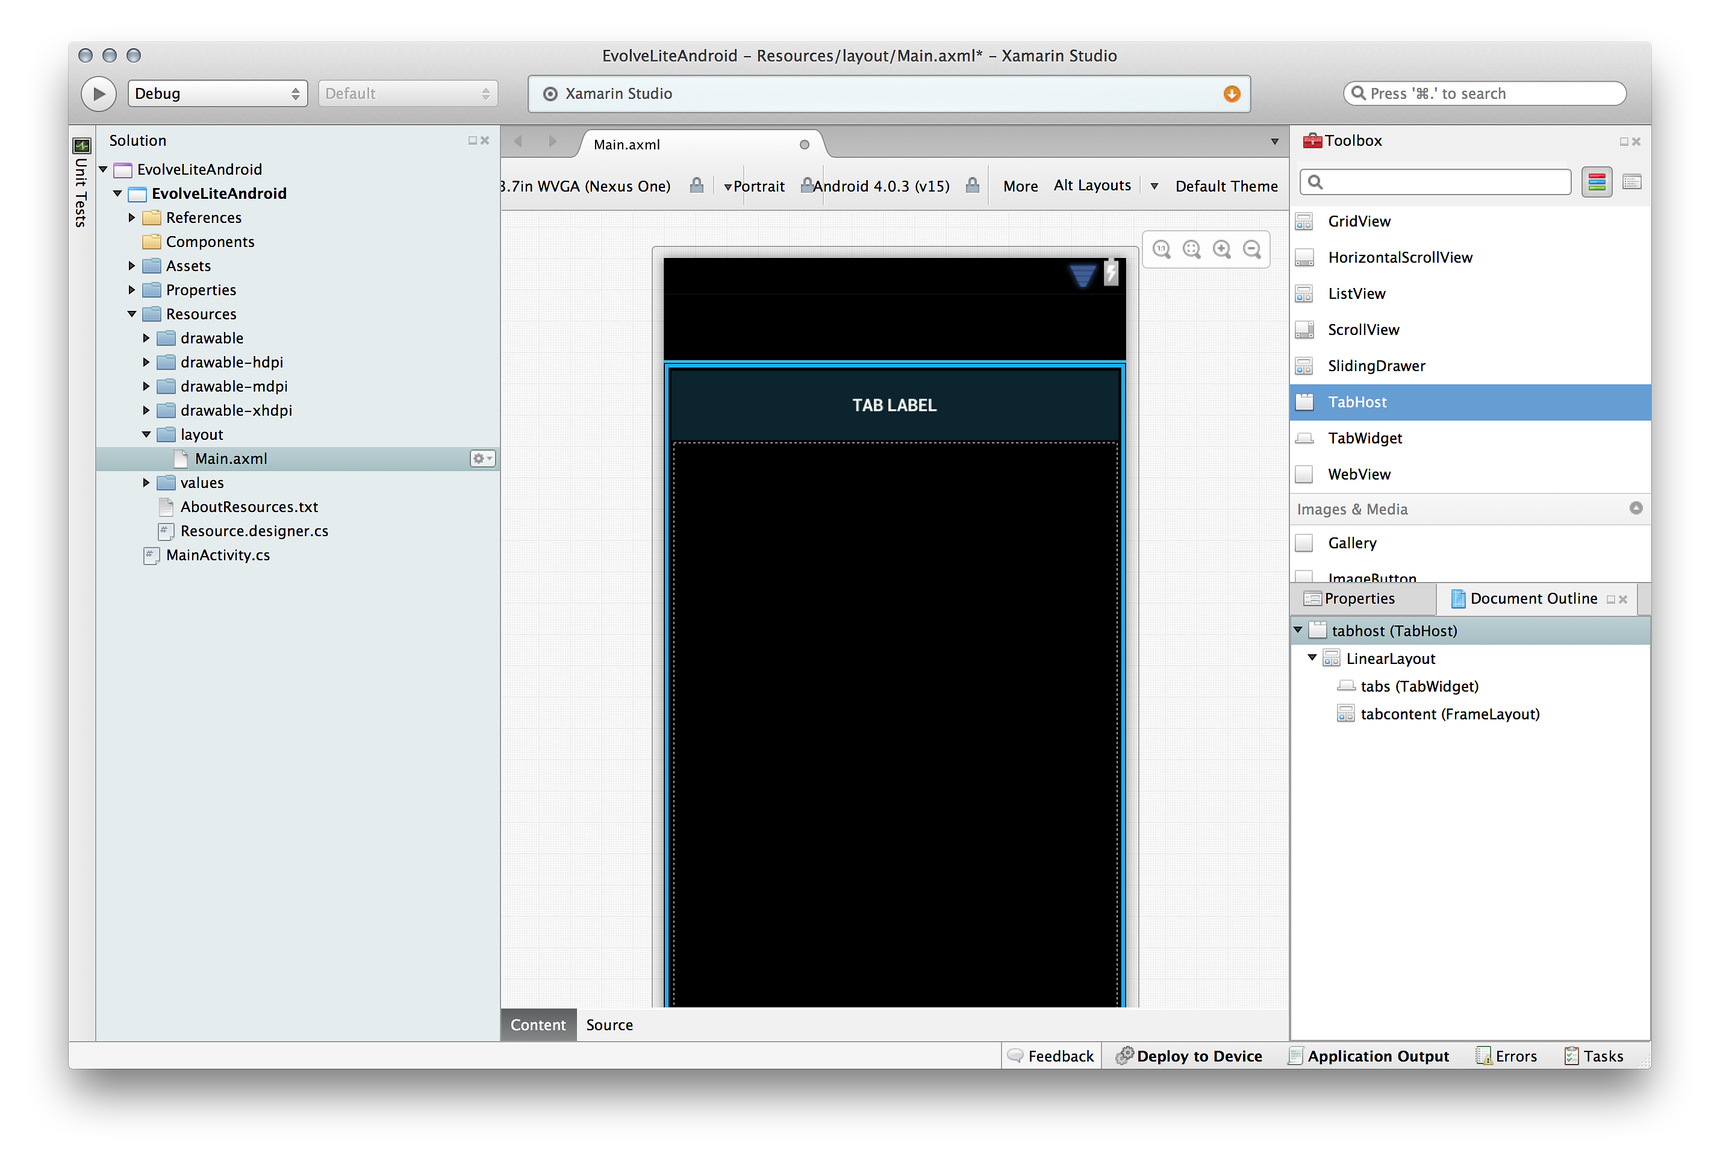 EvolveLiteAndroid – Resources/layout/Main.axml* – Xamarin Studio
Debug
Default
Xamarin Studio
Press '⌘.' to search
Unit Tests
Solution
EvolveLiteAndroid
EvolveLiteAndroid
References
Components
Assets
Properties
Resources
drawable
drawable-hdpi
drawable-mdpi
drawable-xhdpi
layout
Main.axml
values
AboutResources.txt
Resource.designer.cs
MainActivity.cs
Main.axml
3.7in WVGA (Nexus One) Portrait Android 4.0.3 (v15) More Alt Layouts Default Theme
1:1
TAB LABEL
Content Source
Toolbox
GridView
HorizontalScrollView
ListView
ScrollView
SlidingDrawer
TabHost
TabWidget
WebView
Images & Media
Gallery
ImageButton
Properties Document Outline
tabhost (TabHost)
LinearLayout
tabs (TabWidget)
tabcontent (FrameLayout)
Feedback Deploy to Device Application Output Errors Tasks